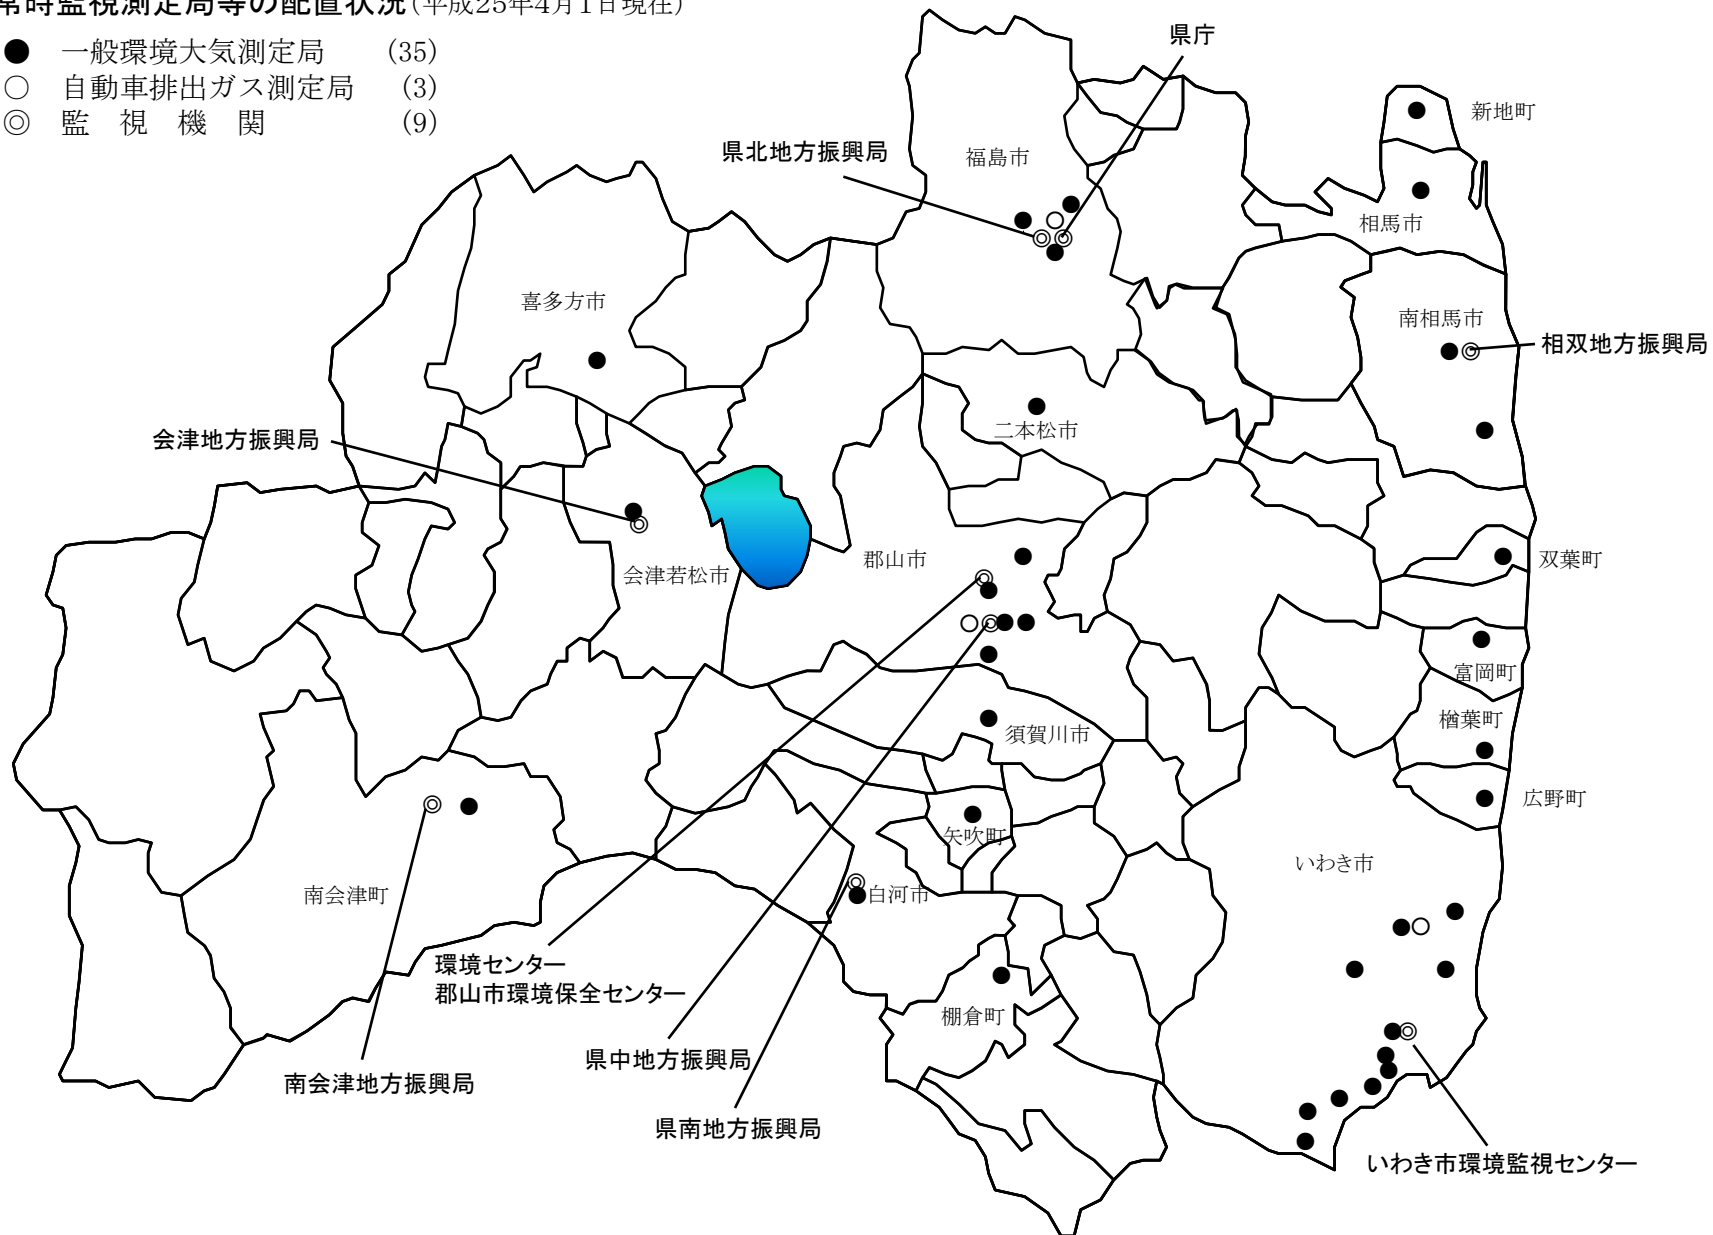 常時監視測定局等の配置状況(平成25年4月1日現在)
● 一般環境大気測定局 (35)
○ 自動車排出ガス測定局 (3)
◎ 監視機関 (9)
県庁
新地町
県北地方振興局
福島市
相馬市
喜多方市
南相馬市
相双地方振興局
会津地方振興局
二本松市
郡山市
双葉町
会津若松市
富岡町
楢葉町
須賀川市
広野町
矢吹町
いわき市
南会津町
白河市
環境センター
郡山市環境保全センター
棚倉町
県中地方振興局
南会津地方振興局
県南地方振興局
いわき市環境監視センター